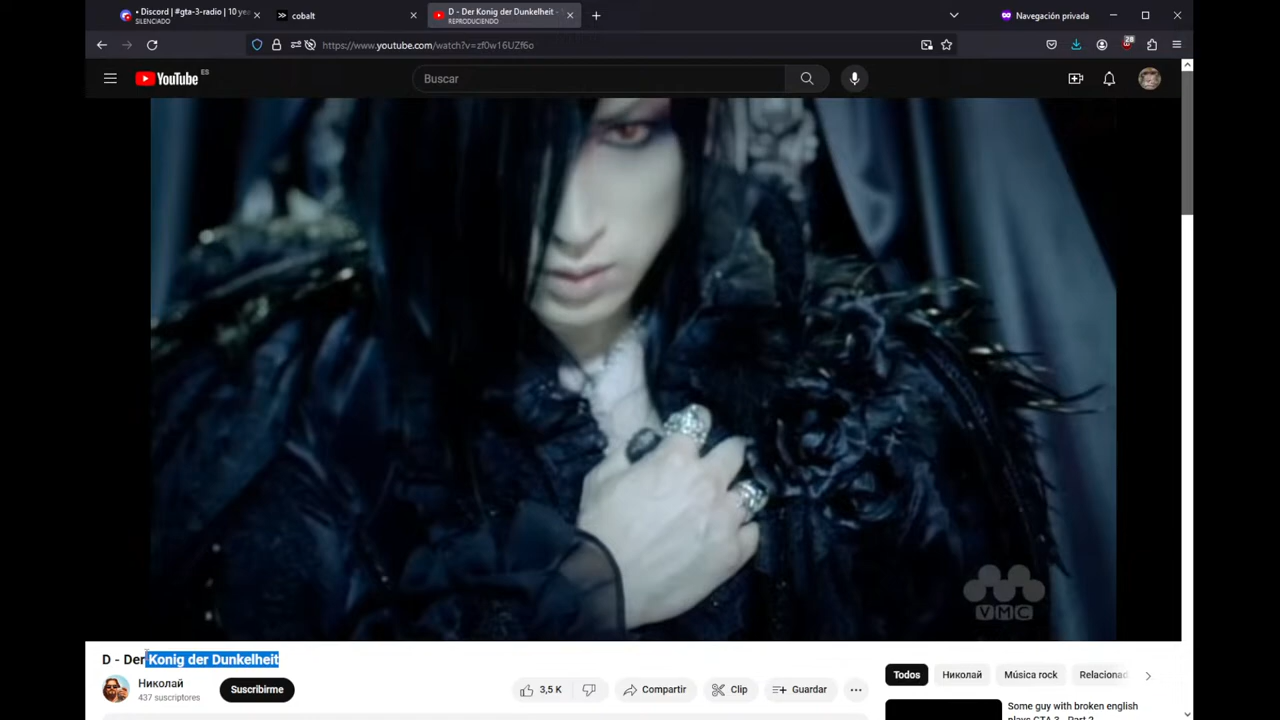 • Discord | #gta-3-radio | 10 yea
SILENCIADO
cobalt
D - Der Konig der Dunkelheit -
REPRODUCIENDO
Navegación privada
https://www.youtube.com/watch?v=zf0w16UZf6o
28
YouTube
ES
Buscar
VMC
D - Der Konig der Dunkelheit
Николай
437 suscriptores
Suscribirme
3,5 K
Compartir
Clip
Guardar
Todos
Николай
Música rock
Relacionad
Some guy with broken english
plays GTA 3 - Part 2